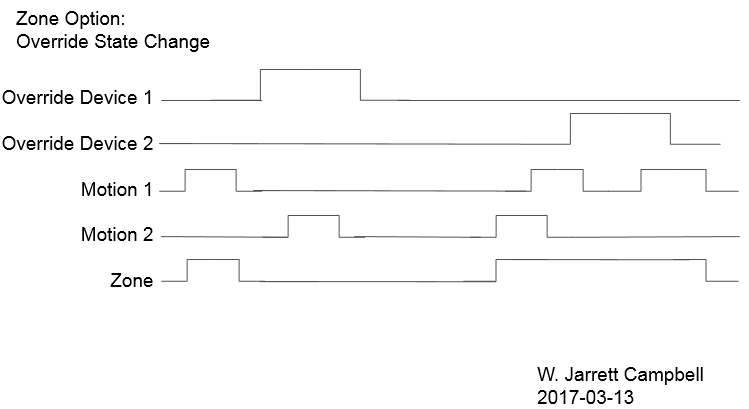 Zone Option:
Override State Change
Override Device 1
Override Device 2
Motion 1
Motion 2
Zone
W. Jarrett Campbell
2017-03-13